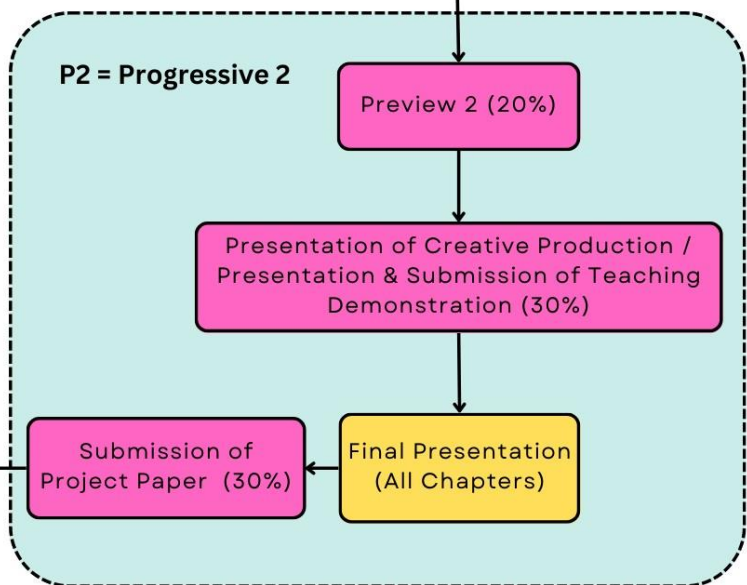 P2 = Progressive 2
Preview 2 (20%)
Presentation of Creative Production /
Presentation & Submission of Teaching
Demonstration (30%)
Final Presentation
(All Chapters)
Submission of
Project Paper (30%)